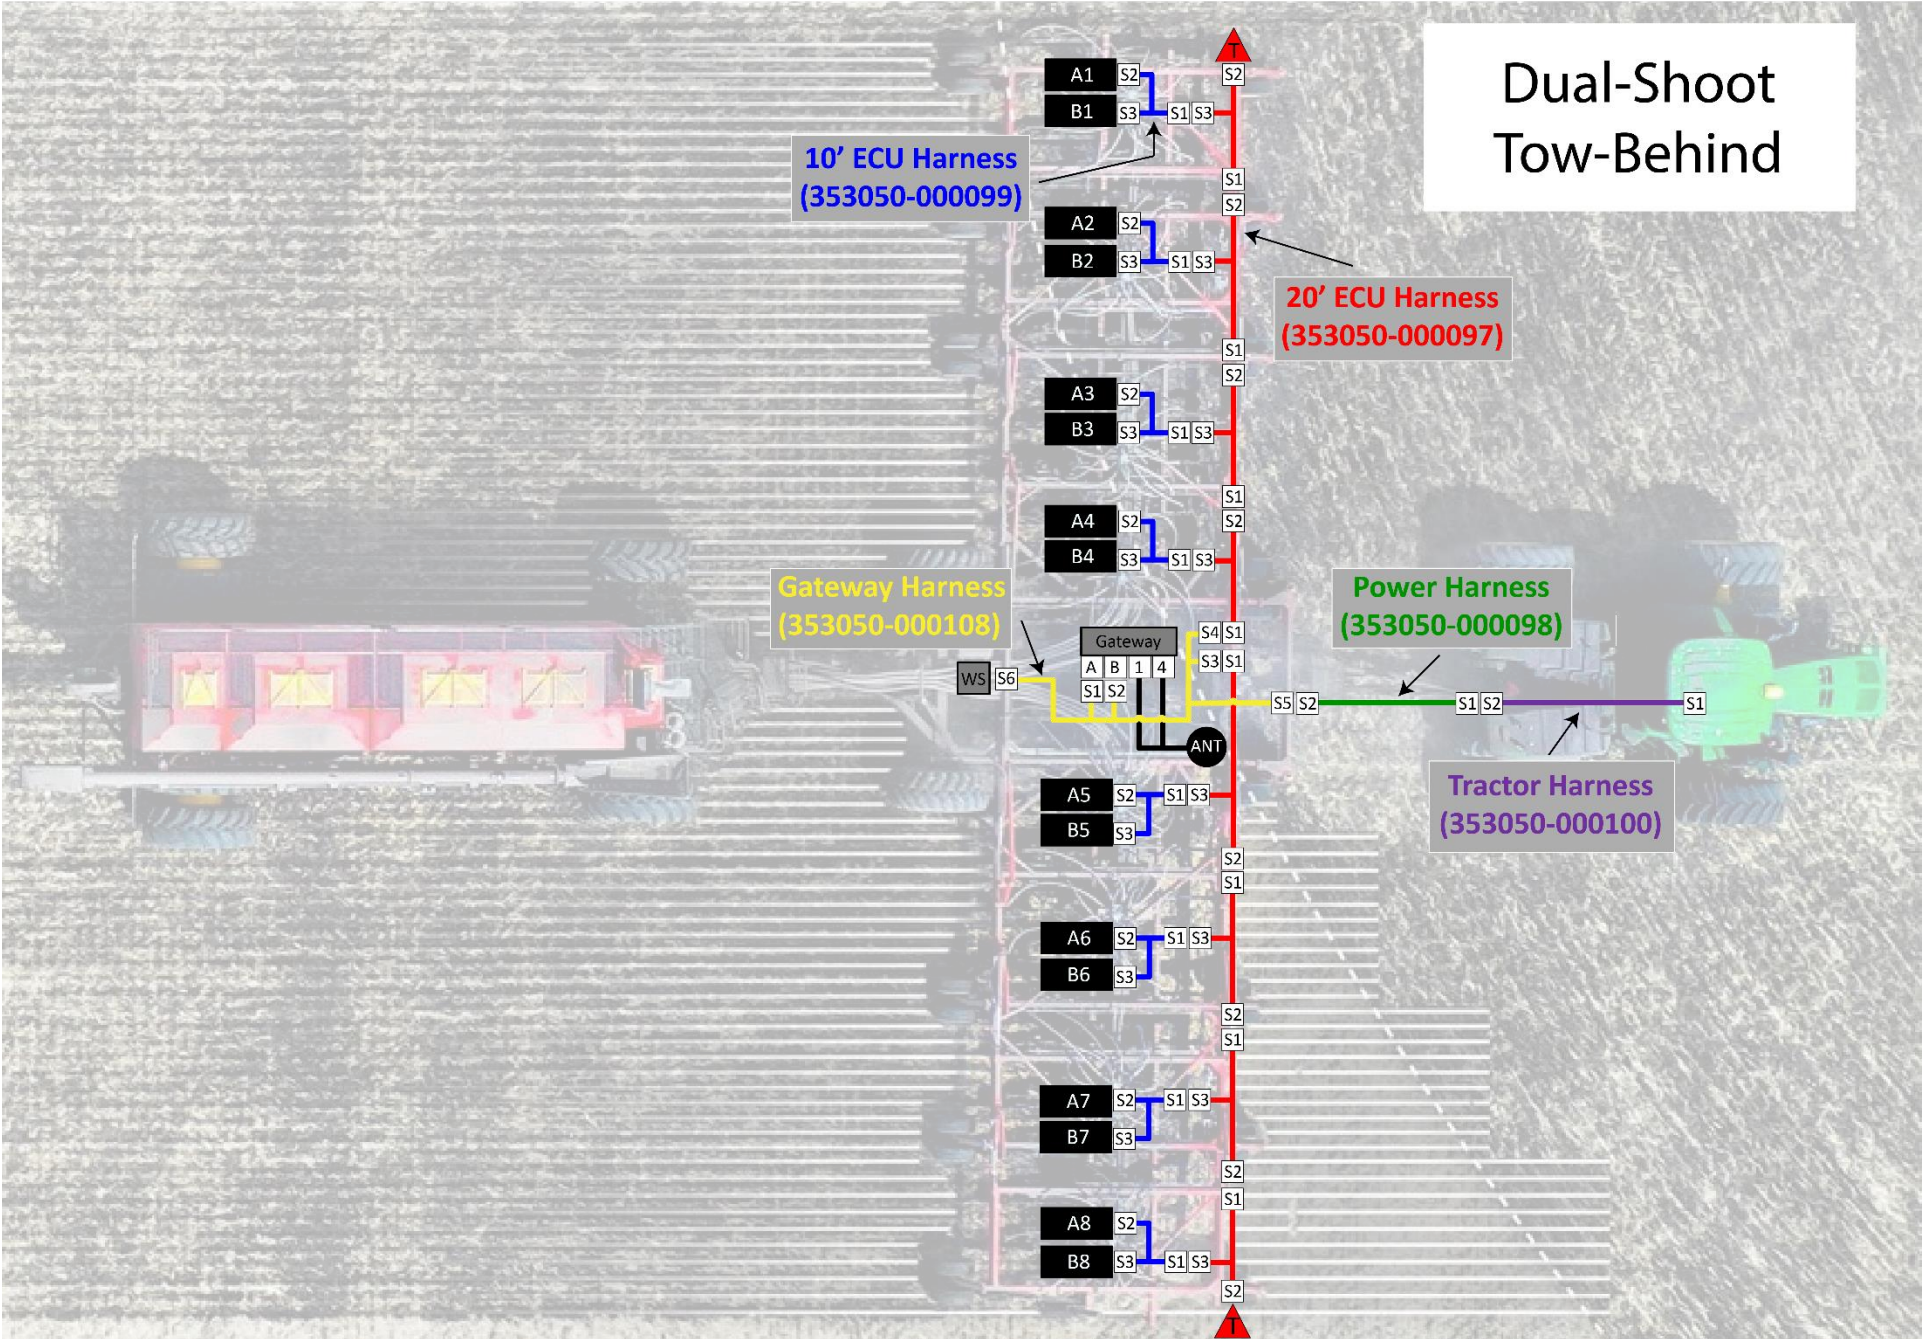 Dual-Shoot
Tow-Behind
T
S2
A1 S2
B1 S3 S1 S3
10’ ECU Harness
(353050-000099)
S1
S2
A2 S2
B2 S3 S1 S3
20’ ECU Harness
(353050-000097)
S1
S2
A3 S2
B3 S3 S1 S3
S1
S2
A4 S2
B4 S3 S1 S3
Gateway Harness
(353050-000108)
Power Harness
(353050-000098)
Gateway
S4 S1
A B 1 4
S3 S1
WS S6
S1 S2
S5 S2
S1 S2
S1
ANT
Tractor Harness
(353050-000100)
A5 S2 S1 S3
B5 S3
S2
S1
A6 S2 S1 S3
B6 S3
S2
S1
A7 S2 S1 S3
B7 S3
S2
S1
A8 S2
B8 S3 S1 S3
S2
T